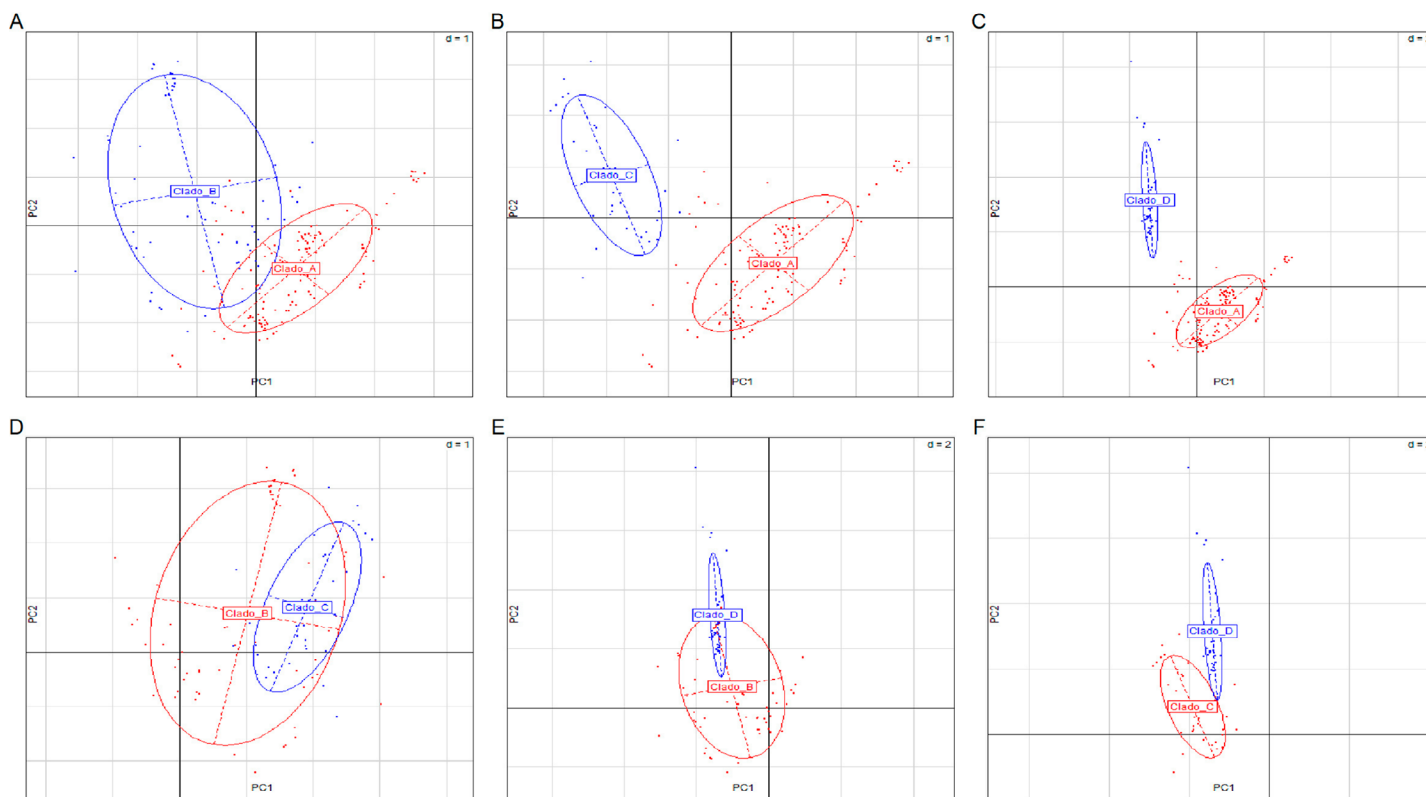 A
d = 1
Clado_B
Clado_A
PC2
PC1
B
d = 1
Clado_C
Clado_A
PC2
PC1
C
d =
Clado_D
Clado_A
PC2
PC1
D
d = 1
Clado_B
Clado_C
PC2
PC1
E
d = 2
Clado_D
Clado_B
PC2
PC1
F
d =
Clado_D
Clado_C
PC2
PC1